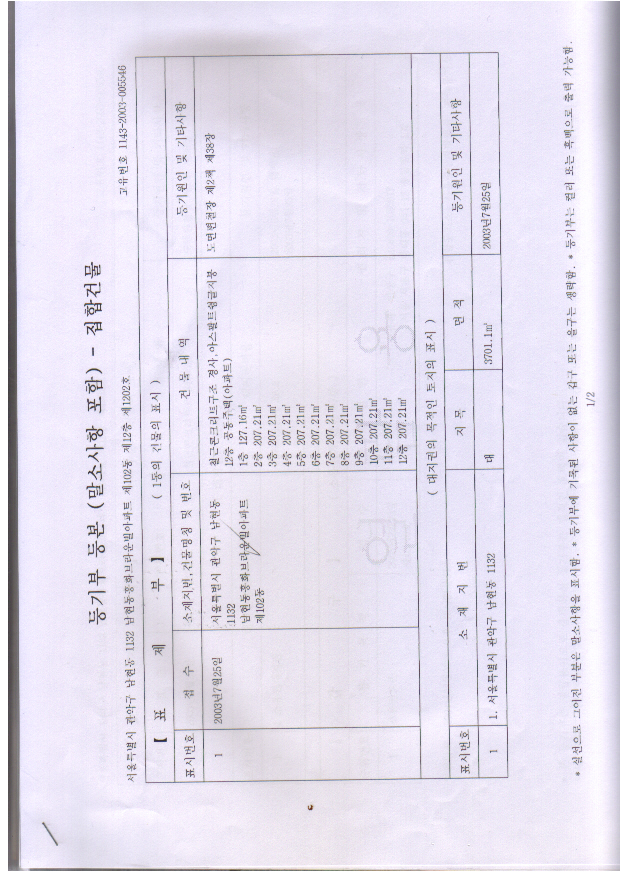 등기부 등본 (말소사항 포함) - 집합건물
고유번호 1143-2003-005546
서울특별시 관악구 남현동 1132 남현동흥화브라운빌아파트 제102동 제12층 제1202호
【 표 제 부 】 ( 1동의 건물의 표시 )
표시번호 접 수 소재지번,건물명칭 및 번호 건 물 내 역 등기원인 및 기타사항
1 2003년7월25일 서울특별시 관악구 남현동 철근콘크리트구조 경사,아스팔트슁글지붕 도면편철장 제2책 제38장
1132 12층 공동주택(아파트)
남현동흥화브라운빌아파트 1층 127.16㎡
제102동 2층 207.21㎡
3층 207.21㎡
4층 207.21㎡
5층 207.21㎡
6층 207.21㎡
7층 207.21㎡
8층 207.21㎡
9층 207.21㎡
10층 207.21㎡
11층 207.21㎡
12층 207.21㎡
( 대지권의 목적인 토지의 표시 )
표시번호 소 재 지 번 지 목 면 적 등기원인 및 기타사항
1 1. 서울특별시 관악구 남현동 1132 대 3701.1㎡ 2003년7월25일
* 실선으로 그어진 부분은 말소사항을 표시함. * 등기부에 기록된 사항이 없는 갑구 또는 을구는 생략함. * 등기부는 컬러 또는 흑백으로 출력 가능함.
1/2